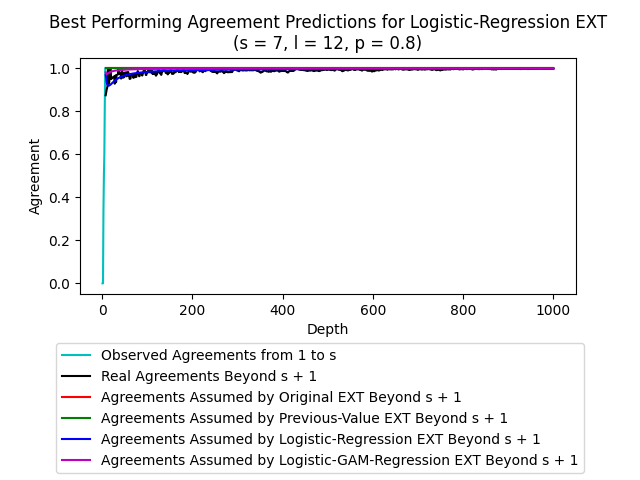 Best Performing Agreement Predictions for Logistic-Regression EXT
(s = 7, l = 12, p = 0.8)
1.0
0.8
0.6
0.4
0.2
0.0
Agreement
0 200 400 600 800 1000
Depth
Observed Agreements from 1 to s
Real Agreements Beyond s + 1
Agreements Assumed by Original EXT Beyond s + 1
Agreements Assumed by Previous-Value EXT Beyond s + 1
Agreements Assumed by Logistic-Regression EXT Beyond s + 1
Agreements Assumed by Logistic-GAM-Regression EXT Beyond s + 1